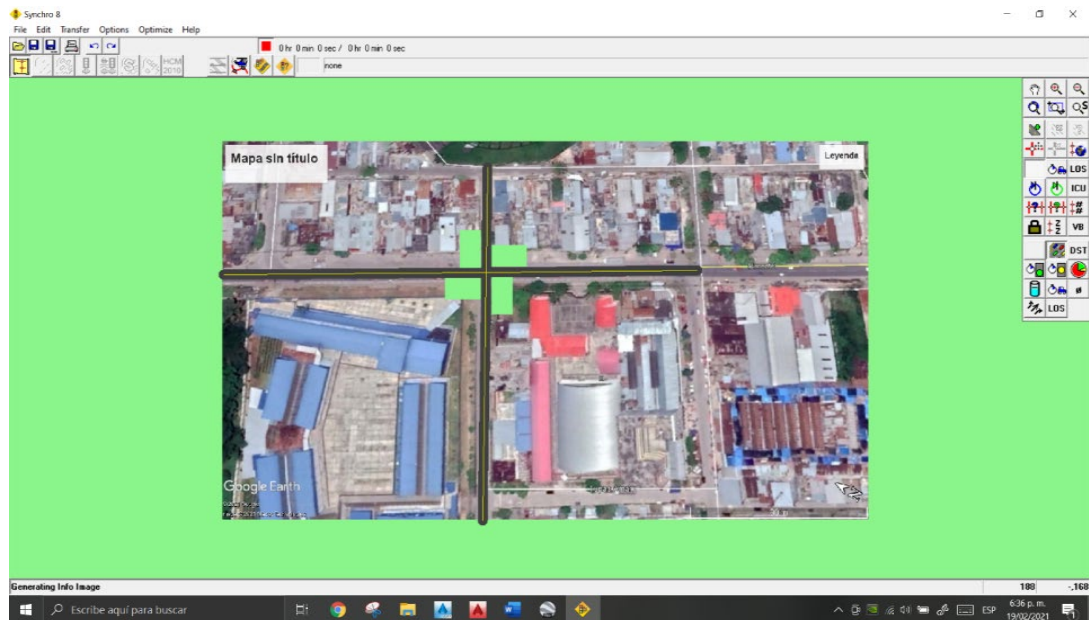 Synchro 8
File Edit Transfer Options Optimize Help
0 hr 0 min 0 sec / 0 hr 0 min 0 sec
HCM
2010
none
Mapa sin título
Leyenda
LOS
ICU
VB
DST
LOS
Google Earth
Generating Info Image
188
-,168
Escribe aquí para buscar
ESP
6:36 p. m.
19/02/2021